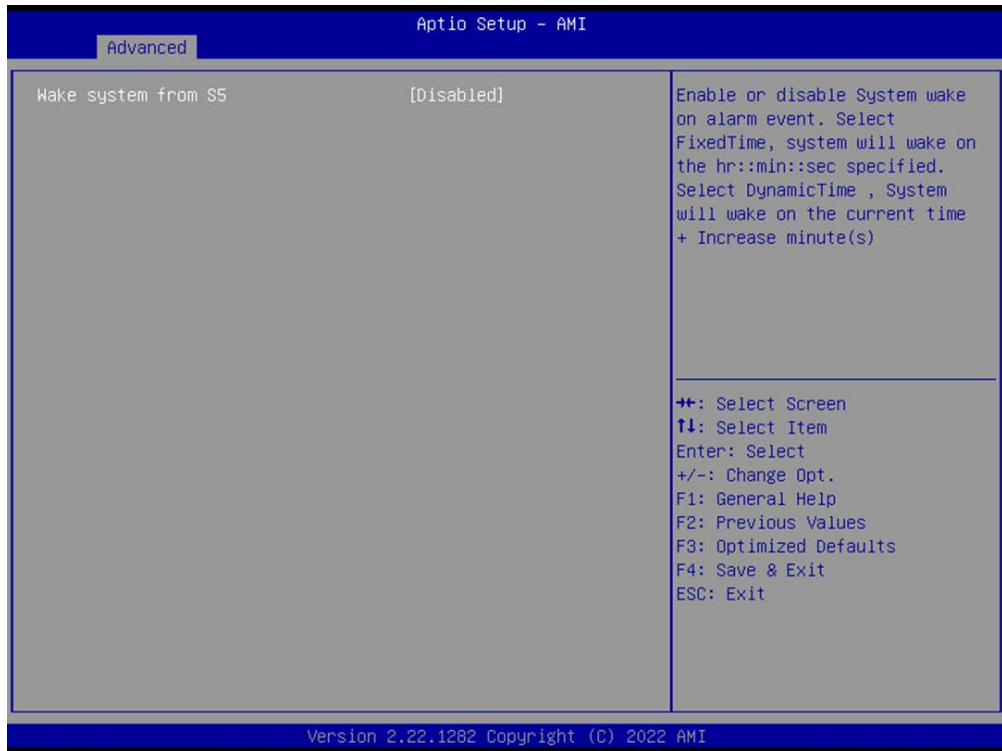 Aptio Setup – AMI
Advanced
Wake system from S5 [Disabled]
Enable or disable System wake
on alarm event. Select
FixedTime, system will wake on
the hr::min::sec specified.
Select DynamicTime , System
will wake on the current time
+ Increase minute(s)
→←: Select Screen
↑↓: Select Item
Enter: Select
+/-: Change Opt.
F1: General Help
F2: Previous Values
F3: Optimized Defaults
F4: Save & Exit
ESC: Exit
Version 2.22.1282 Copyright (C) 2022 AMI